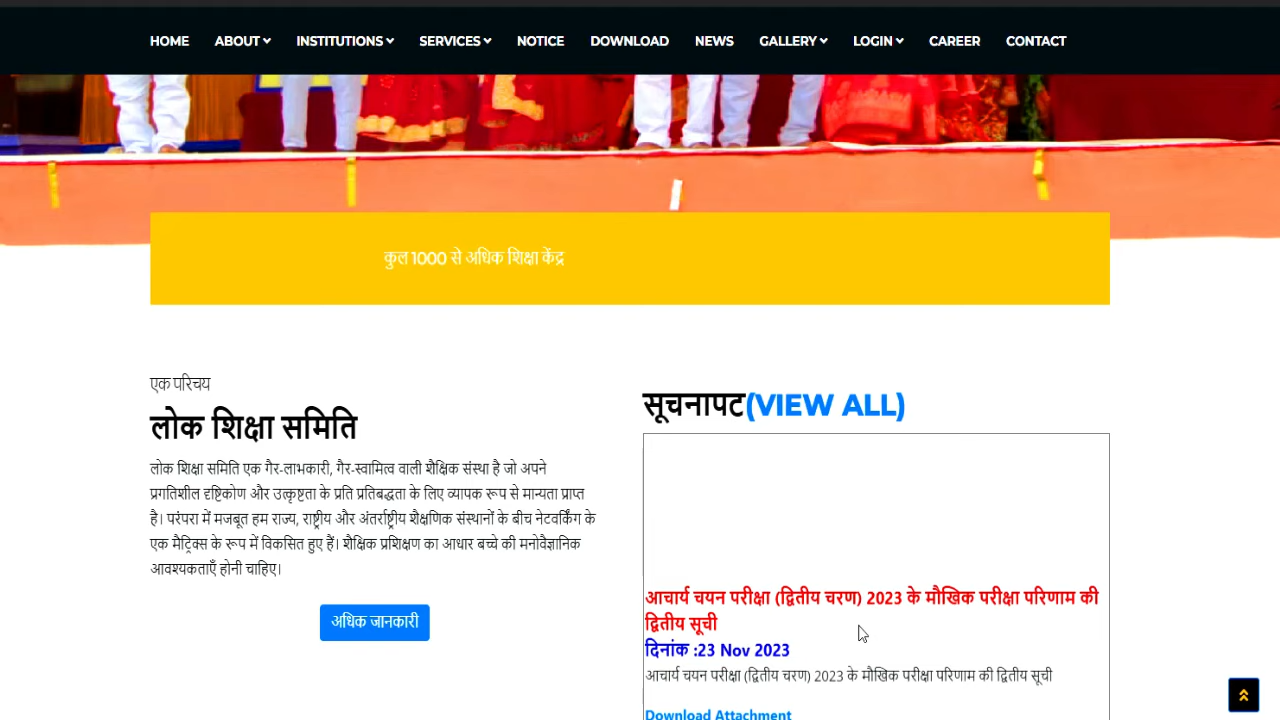 HOME ABOUT INSTITUTIONS SERVICES NOTICE DOWNLOAD NEWS GALLERY LOGIN CAREER CONTACT
कुल 1000 से अधिक शिक्षा केंद्र
एक परिचय
लोक शिक्षा समिति
लोक शिक्षा समिति एक गैर-लाभकारी, गैर-स्वामित्व वाली शैक्षिक संस्था है जो अपने
प्रगतिशील दृष्टिकोण और उत्कृष्टता के प्रति प्रतिबद्धता के लिए व्यापक रूप से मान्यता प्राप्त
है। परंपरा में मजबूत हम राज्य, राष्ट्रीय और अंतर्राष्ट्रीय शैक्षणिक संस्थानों के बीच नेटवर्किंग के
एक मैट्रिक्स के रूप में विकसित हुए हैं। शैक्षिक प्रशिक्षण का आधार बच्चे की मनोवैज्ञानिक
आवश्यकताएँ होनी चाहिए।
अधिक जानकारी
सूचनापट(VIEW ALL)
आचार्य चयन परीक्षा (द्वितीय चरण) 2023 के मौखिक परीक्षा परिणाम की
द्वितीय सूची
दिनांक :23 Nov 2023
आचार्य चयन परीक्षा (द्वितीय चरण) 2023 के मौखिक परीक्षा परिणाम की द्वितीय सूची
Download Attachment